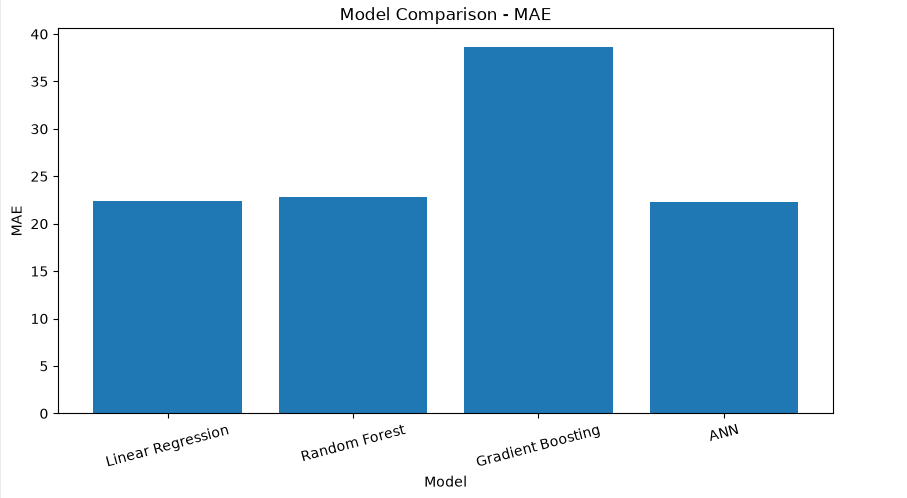 Model Comparison - MAE
40
35
30
25
20
15
10
5
0
MAE
Linear Regression
Random Forest
Gradient Boosting
ANN
Model